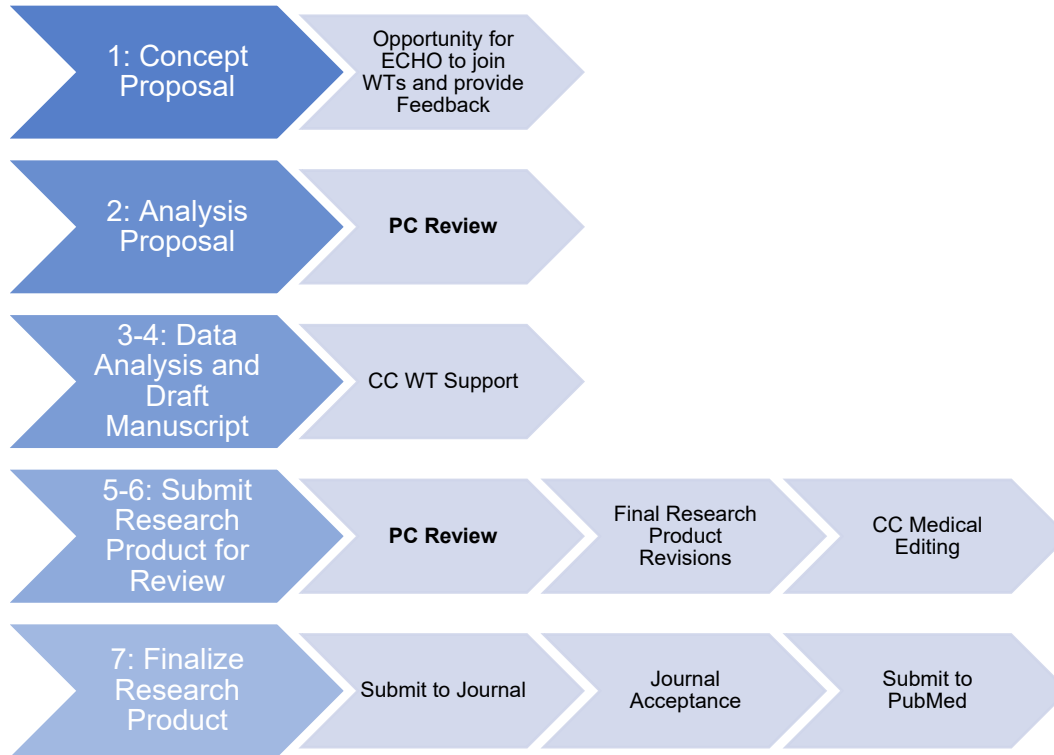 1: Concept
Proposal
Opportunity for
ECHO to join
WTs and provide
Feedback
2: Analysis
Proposal
PC Review
3-4: Data
Analysis and
Draft
Manuscript
CC WT Support
5-6: Submit
Research
Product for
Review
PC Review
Final Research
Product
Revisions
CC Medical
Editing
7: Finalize
Research
Product
Submit to Journal
Journal
Acceptance
Submit to
PubMed